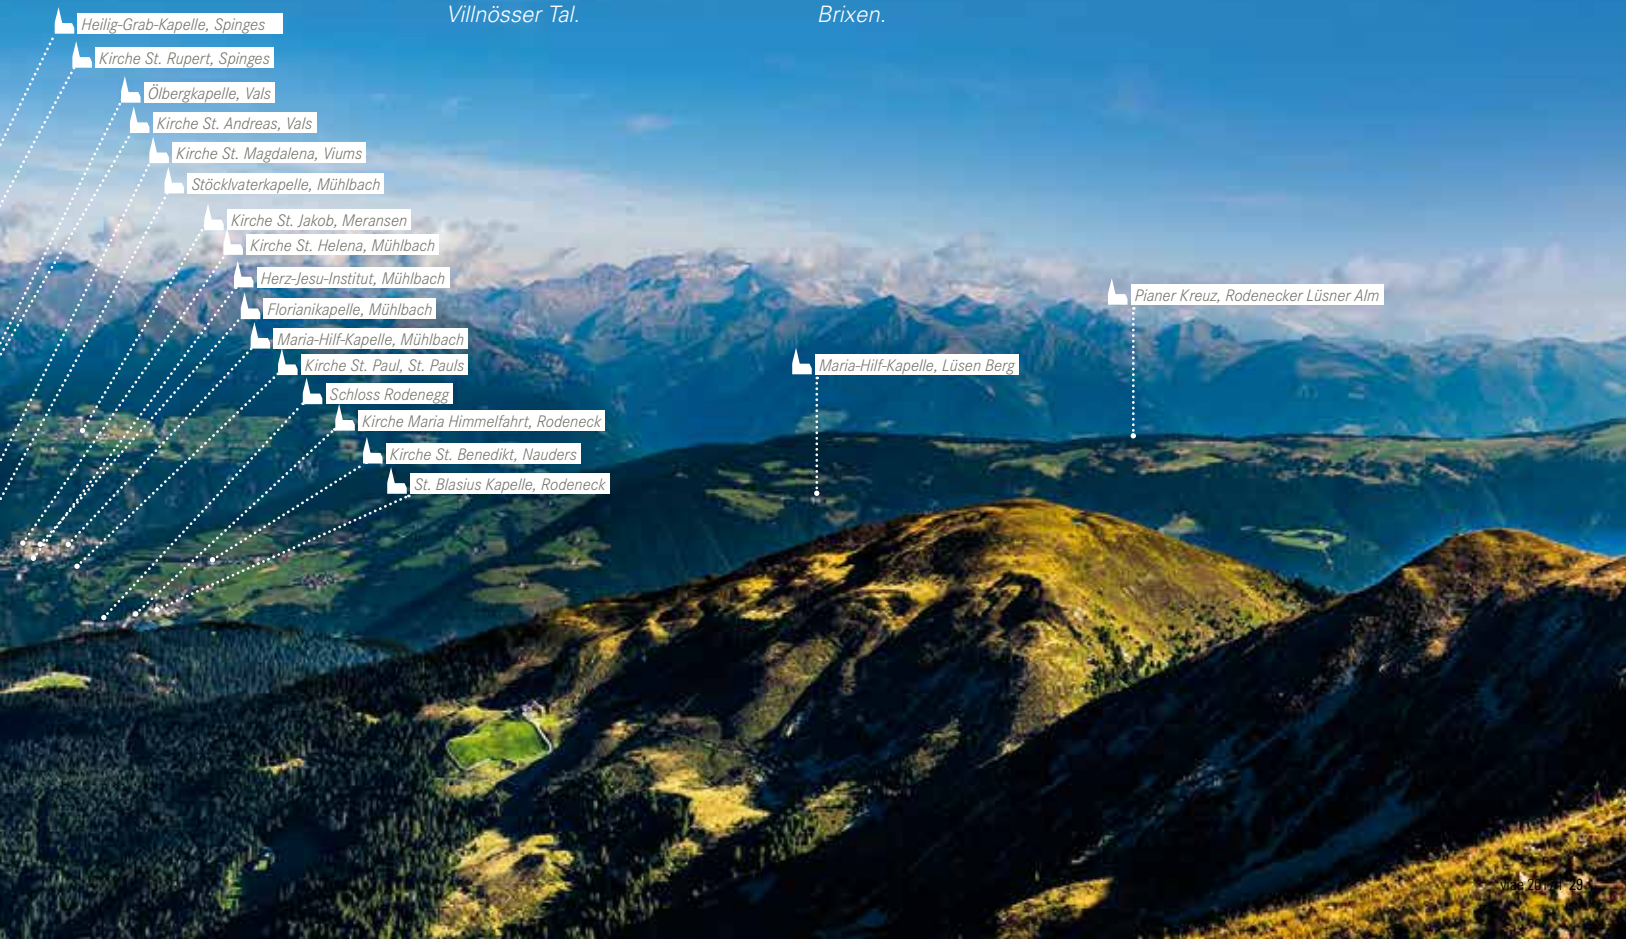 Villnösser Tal.
Brixen.
Heilig-Grab-Kapelle, Spinges
Kirche St. Rupert, Spinges
Ölbergkapelle, Vals
Kirche St. Andreas, Vals
Kirche St. Magdalena, Viums
Stöcklvaterkapelle, Mühlbach
Kirche St. Jakob, Meransen
Kirche St. Helena, Mühlbach
Herz-Jesu-Institut, Mühlbach
Florianikapelle, Mühlbach
Maria-Hilf-Kapelle, Mühlbach
Kirche St. Paul, St. Pauls
Schloss Rodenegg
Kirche Maria Himmelfahrt, Rodeneck
Kirche St. Benedikt, Nauders
St. Blasius Kapelle, Rodeneck
Pianer Kreuz, Rodenecker Lüsner Alm
Maria-Hilf-Kapelle, Lüsen Berg
29